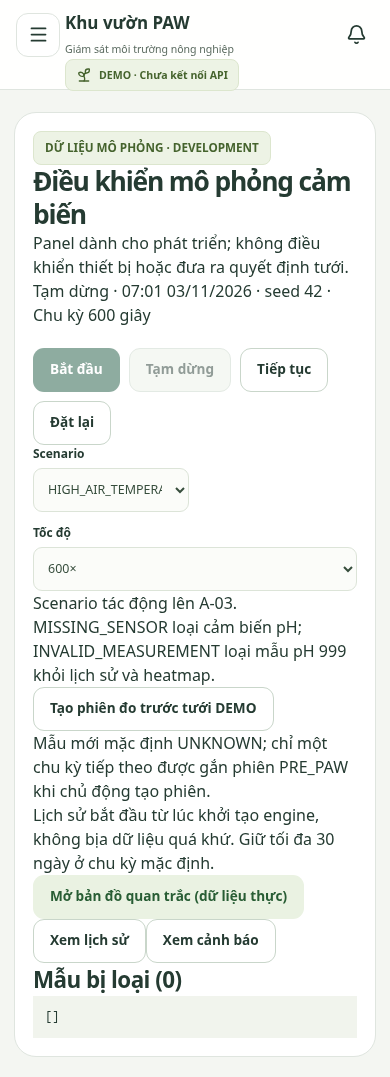 Khu vườn PAW
Giám sát môi trường nông nghiệp
DEMO · Chưa kết nối API
DỮ LIỆU MÔ PHỎNG · DEVELOPMENT
Điều khiển mô phỏng cảm
biến
Panel dành cho phát triển; không điều
khiển thiết bị hoặc đưa ra quyết định tưới.
Tạm dừng · 07:01 03/11/2026 · seed 42 ·
Chu kỳ 600 giây
Bắt đầu Tạm dừng Tiếp tục
Đặt lại
Scenario
HIGH_AIR_TEMPERA
Tốc độ
600×
Scenario tác động lên A-03.
MISSING_SENSOR loại cảm biến pH;
INVALID_MEASUREMENT loại mẫu pH 999
khỏi lịch sử và heatmap.
Tạo phiên đo trước tưới DEMO
Mẫu mới mặc định UNKNOWN; chỉ một
chu kỳ tiếp theo được gắn phiên PRE_PAW
khi chủ động tạo phiên.
Lịch sử bắt đầu từ lúc khởi tạo engine,
không bịa dữ liệu quá khứ. Giữ tối đa 30
ngày ở chu kỳ mặc định.
Mở bản đồ quan trắc (dữ liệu thực)
Xem lịch sử Xem cảnh báo
Mẫu bị loại (0)
[]